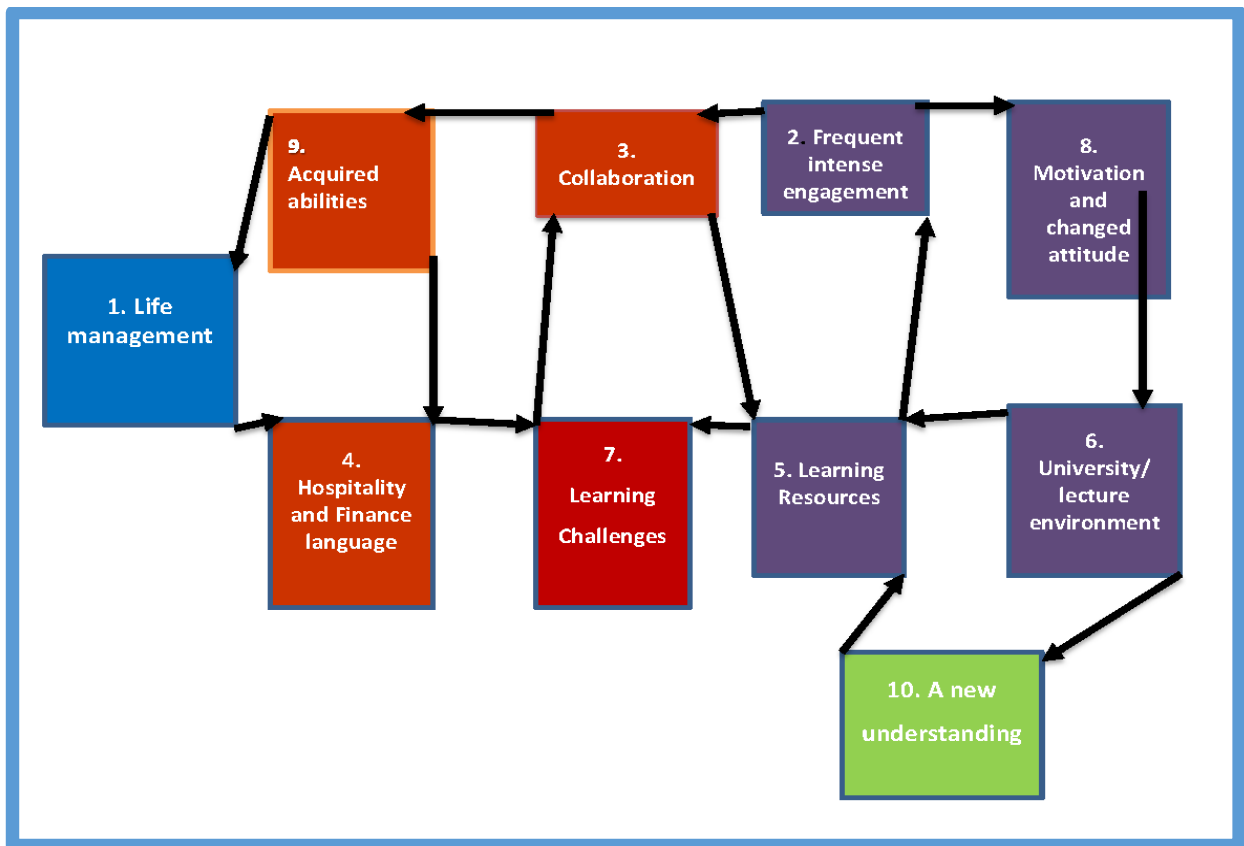 9.
Acquired
abilities
3.
Collaboration
2. Frequent
intense
engagement
8.
Motivation
and
changed
attitude
1. Life
management
4.
Hospitality
and Finance
language
7.
Learning
Challenges
5. Learning
Resources
6.
University/
lecture
environment
10. A new
understanding